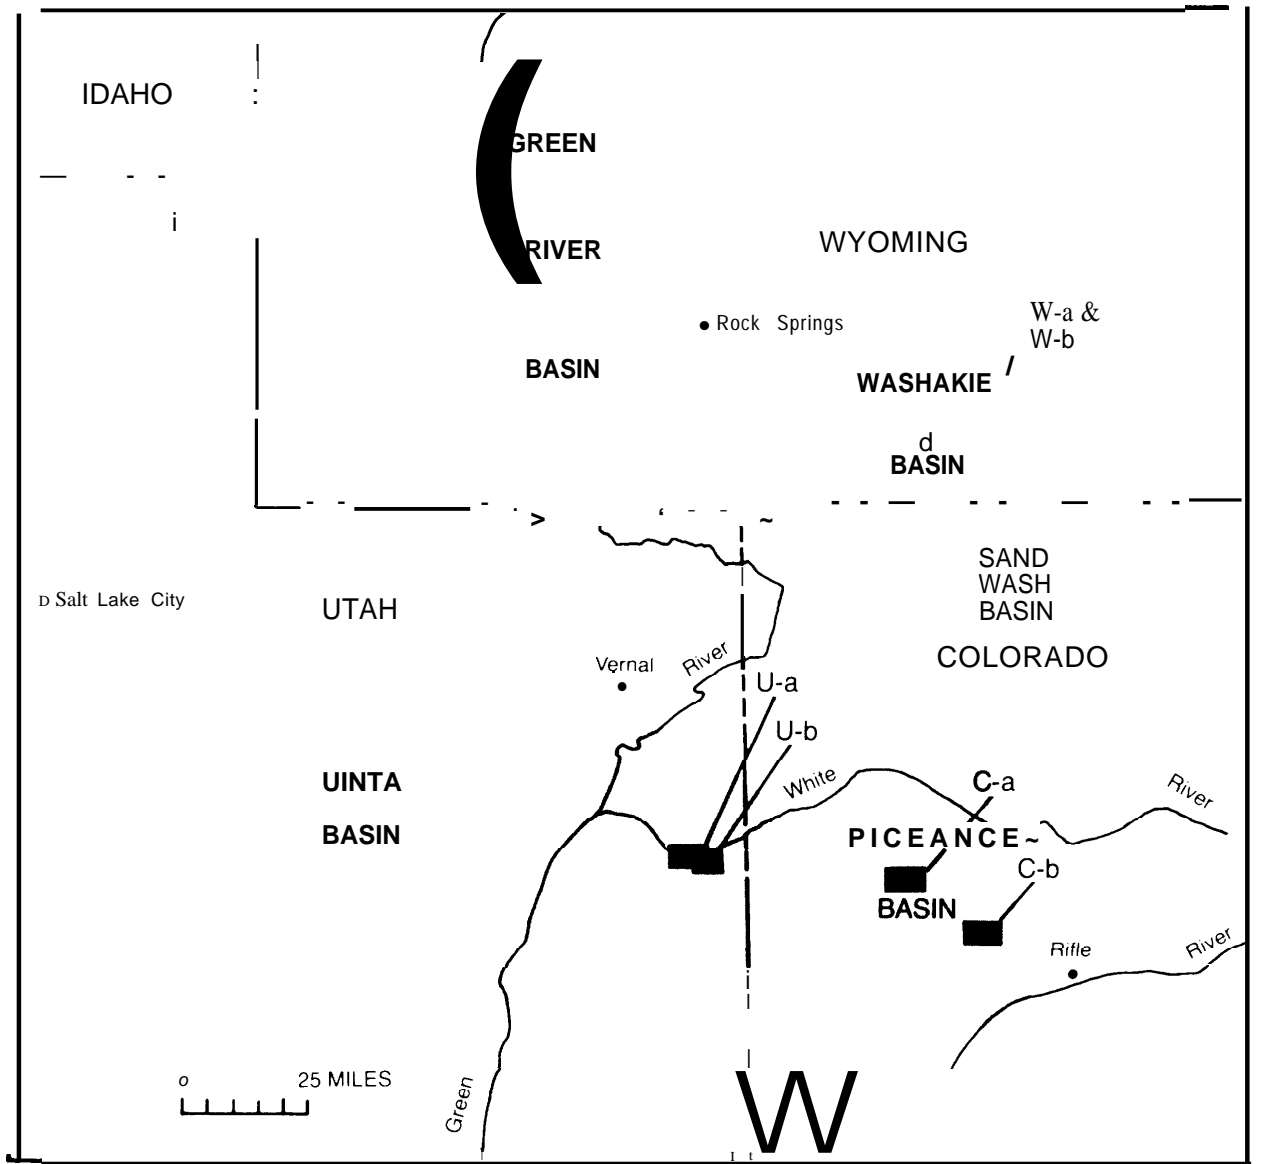 IDAHO
GREEN
RIVER
BASIN
WYOMING
Rock Springs
W-a &
W-b
WASHAKIE
d
BASIN
SAND
WASH
BASIN
COLORADO
D Salt Lake City
UTAH
Vernal
River
U-a
U-b
White
C-a
River
UINTA
BASIN
PICEANCE~
C-b
BASIN
Rifle
River
o 25 MILES
Green
W
I t